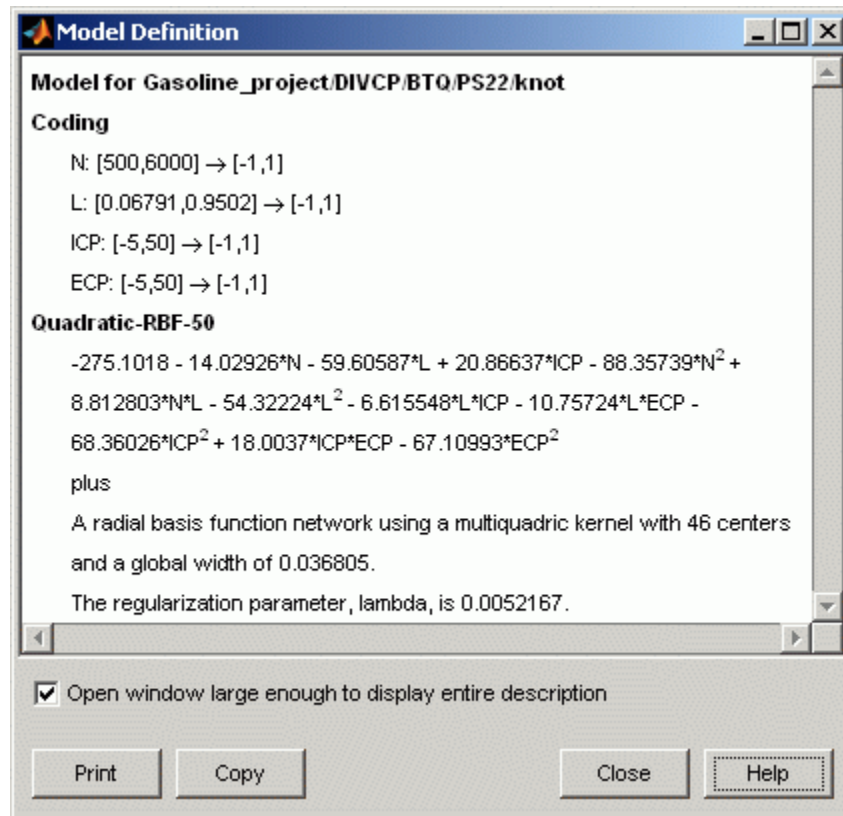 Model Definition
Model for Gasoline_project/DIVCP/BTQ/PS22/knot
Coding
N: [500,6000] → [-1,1]
L: [0.06791,0.9502] → [-1,1]
ICP: [-5,50] → [-1,1]
ECP: [-5,50] → [-1,1]
Quadratic-RBF-50
-275.1018 - 14.02926*N - 59.60587*L + 20.86637*ICP - 88.35739*N² +
8.812803*N*L - 54.32224*L² - 6.615548*L*ICP - 10.75724*L*ECP -
68.36026*ICP² + 18.0037*ICP*ECP - 67.10993*ECP²
plus
A radial basis function network using a multiquadric kernel with 46 centers
and a global width of 0.036805.
The regularization parameter, lambda, is 0.0052167.
Open window large enough to display entire description
Print Copy Close Help